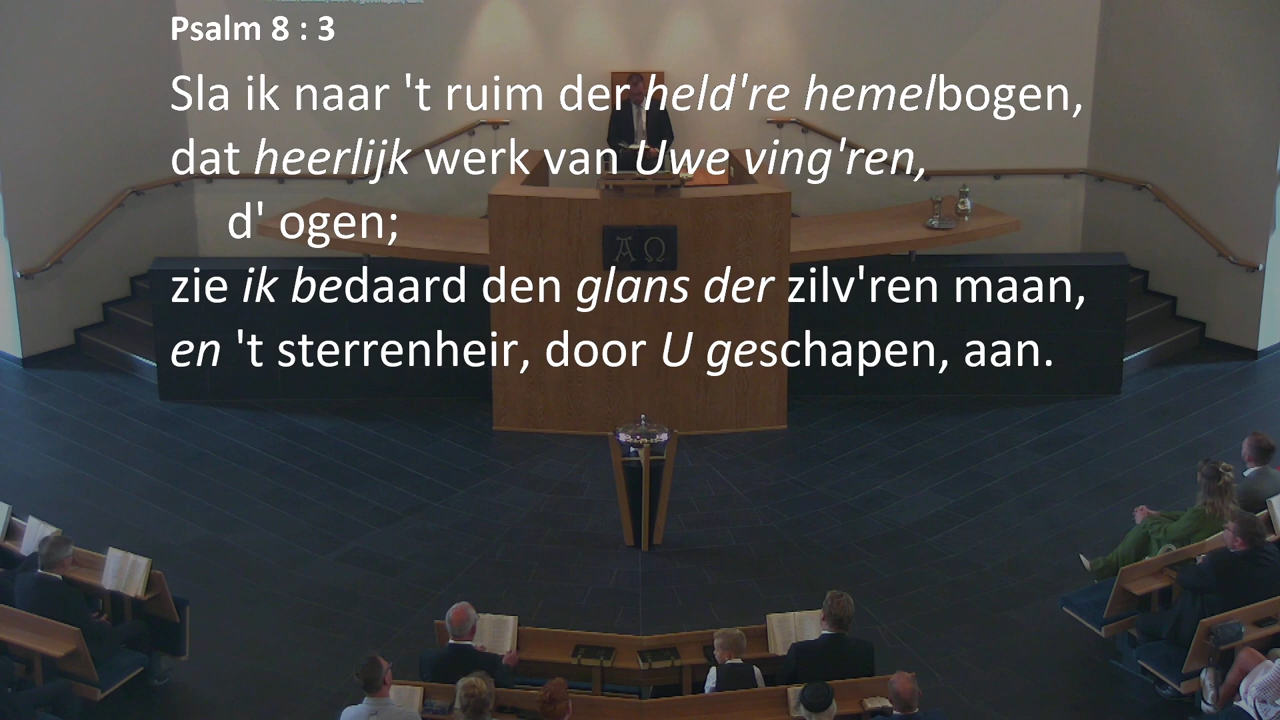 Psalm 8 : 3
Sla ik naar 't ruim der held're hemelbogen,
dat heerlijk werk van Uwe ving'ren,
d' ogen;
zie ik bedaard den glans der zilv'ren maan,
en 't sterrenheir, door U geschapen, aan.
Α Ω